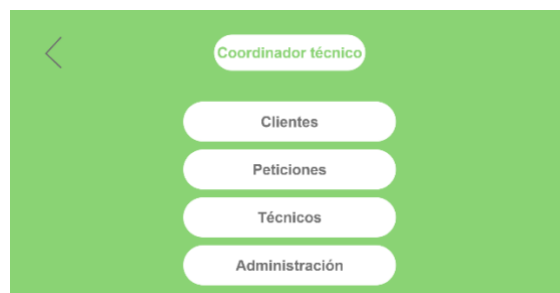 Coordinador técnico
Clientes
Peticiones
Técnicos
Administración